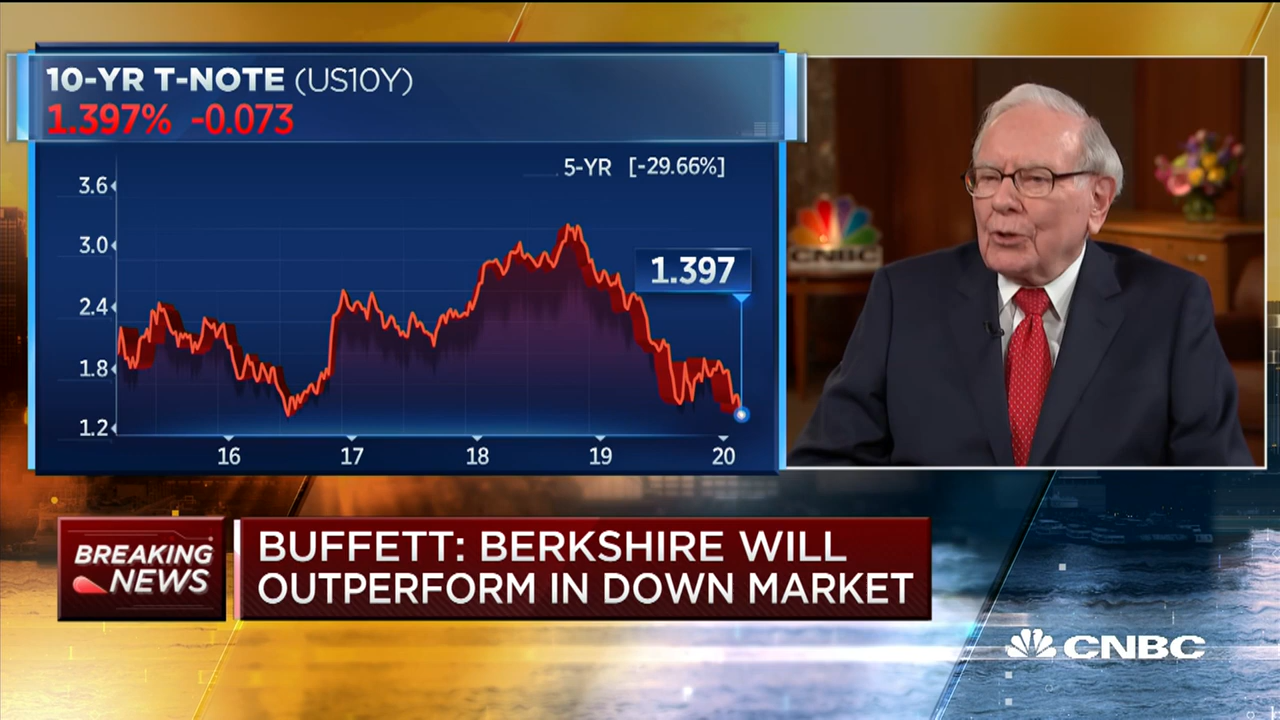 10-YR T-NOTE (US10Y)
1.397% -0.073
5-YR [-29.66%]
3.6
3.0
2.4
1.8
1.2
1.397
16 17 18 19 20
CNBC
BREAKING
NEWS
BUFFETT: BERKSHIRE WILL
OUTPERFORM IN DOWN MARKET
CNBC